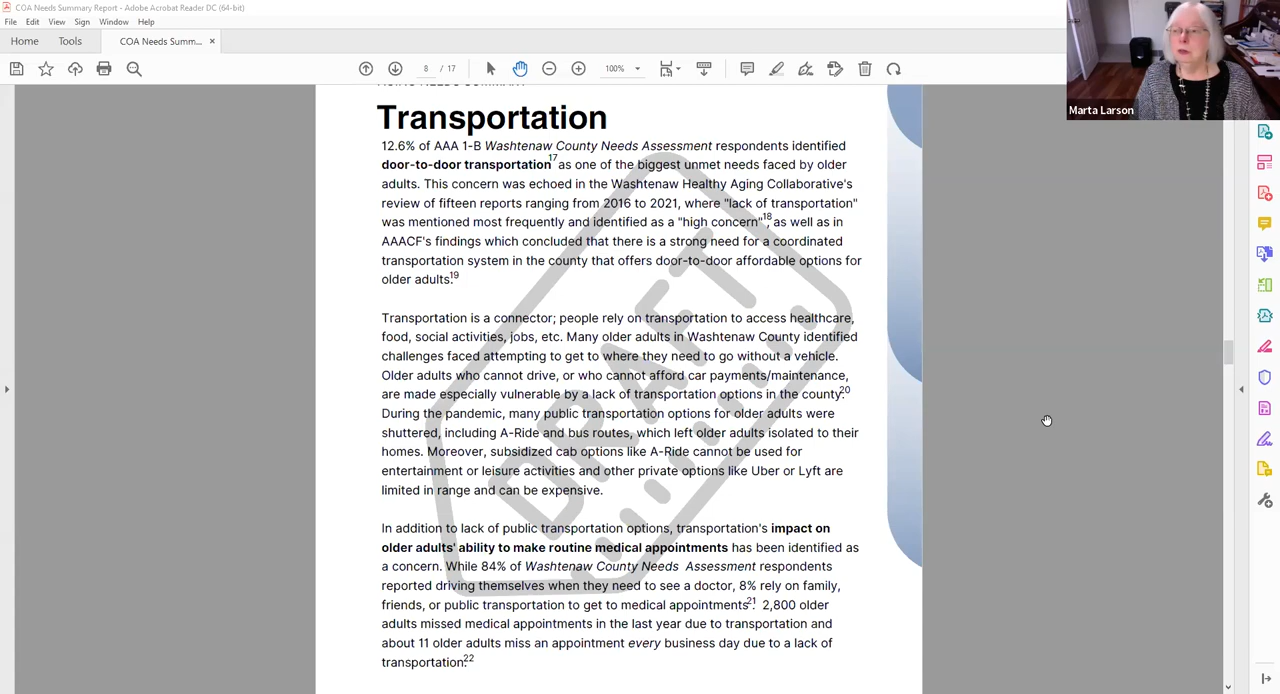 COA Needs Summary Report - Adobe Acrobat Reader DC (64-bit)
File Edit View Sign Window Help
Home Tools COA Needs Summ... ×
8 / 17 100%
Marta Larson
Transportation
12.6% of AAA 1-B Washtenaw County Needs Assessment respondents identified
door-to-door transportation17 as one of the biggest unmet needs faced by older
adults. This concern was echoed in the Washtenaw Healthy Aging Collaborative's
review of fifteen reports ranging from 2016 to 2021, where "lack of transportation"
was mentioned most frequently and identified as a "high concern"18, as well as in
AAACF's findings which concluded that there is a strong need for a coordinated
transportation system in the county that offers door-to-door affordable options for
older adults.19
Transportation is a connector; people rely on transportation to access healthcare,
food, social activities, jobs, etc. Many older adults in Washtenaw County identified
challenges faced attempting to get to where they need to go without a vehicle.
Older adults who cannot drive, or who cannot afford car payments/maintenance,
are made especially vulnerable by a lack of transportation options in the county.20
During the pandemic, many public transportation options for older adults were
shuttered, including A-Ride and bus routes, which left older adults isolated to their
homes. Moreover, subsidized cab options like A-Ride cannot be used for
entertainment or leisure activities and other private options like Uber or Lyft are
limited in range and can be expensive.
In addition to lack of public transportation options, transportation's impact on
older adults' ability to make routine medical appointments has been identified as
a concern. While 84% of Washtenaw County Needs Assessment respondents
reported driving themselves when they need to see a doctor, 8% rely on family,
friends, or public transportation to get to medical appointments.21 2,800 older
adults missed medical appointments in the last year due to transportation and
about 11 older adults miss an appointment every business day due to a lack of
transportation.22
DRAFT